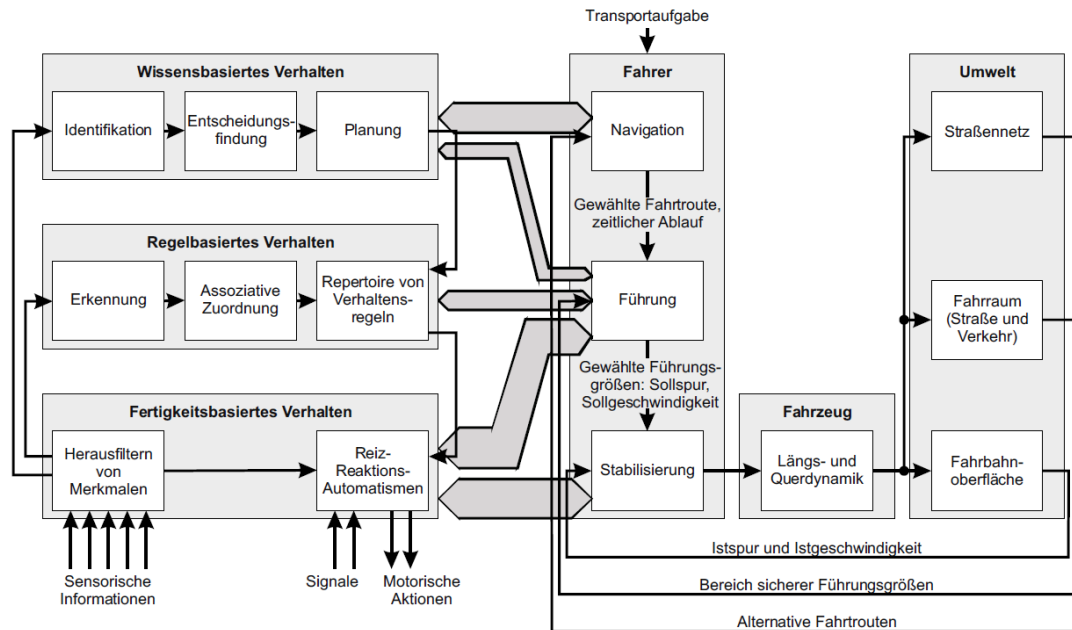 Transportaufgabe
Wissensbasiertes Verhalten
Identifikation
Entscheidungs-
findung
Planung
Regelbasiertes Verhalten
Erkennung
Assoziative
Zuordnung
Repertoire von
Verhaltens-
regeln
Fertigkeitsbasiertes Verhalten
Herausfiltern
von
Merkmalen
Reiz-
Reaktions-
Automatismen
Sensorische
Informationen
Signale
Motorische
Aktionen
Fahrer
Navigation
Gewählte Fahrtroute,
zeitlicher Ablauf
Führung
Gewählte Führungs-
größen: Sollspur,
Sollgeschwindigkeit
Stabilisierung
Fahrzeug
Längs- und
Querdynamik
Umwelt
Straßennetz
Fahrraum
(Straße und
Verkehr)
Fahrbahn-
oberfläche
Istspur und Istgeschwindigkeit
Bereich sicherer Führungsgrößen
Alternative Fahrtrouten